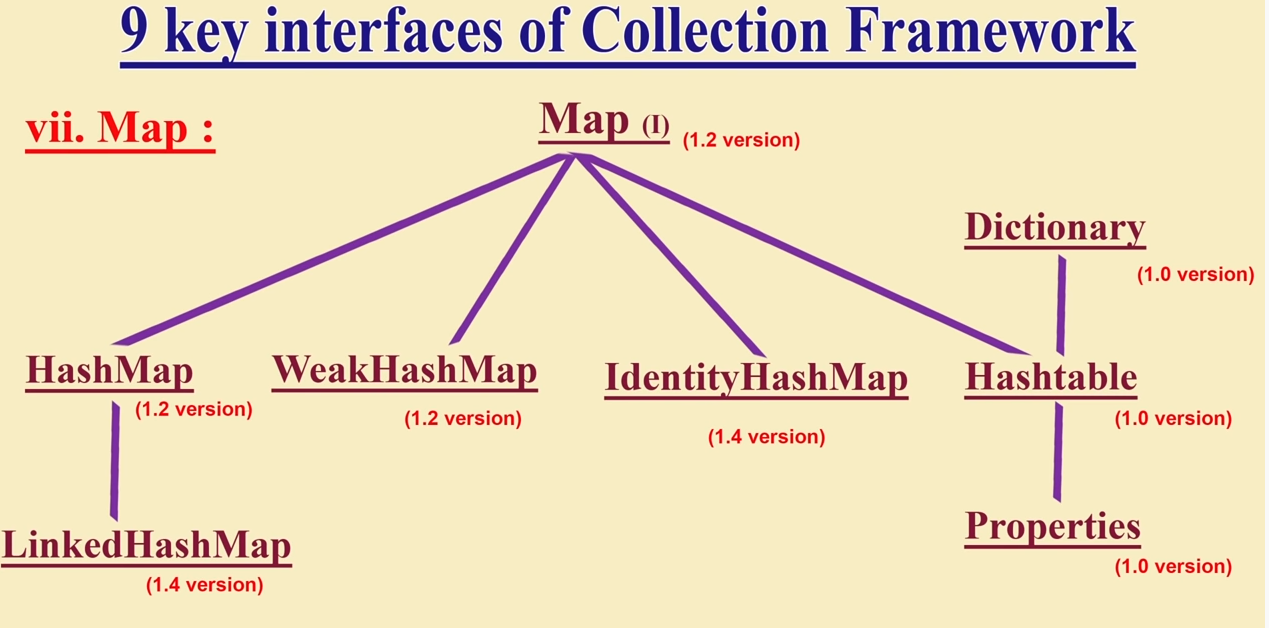 9 key interfaces of Collection Framework
vii. Map :
Map (I)
(1.2 version)
Dictionary
(1.0 version)
HashMap
(1.2 version)
WeakHashMap
(1.2 version)
IdentityHashMap
(1.4 version)
Hashtable
(1.0 version)
LinkedHashMap
(1.4 version)
Properties
(1.0 version)